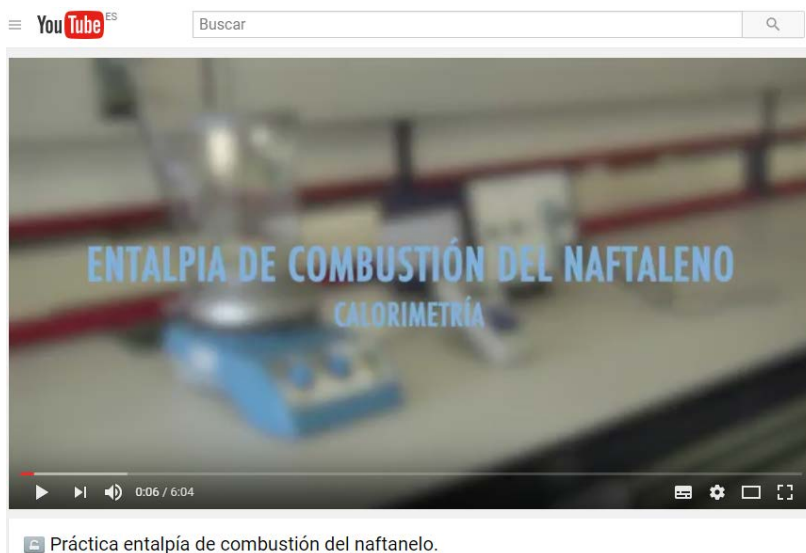 YouTube ES
Buscar
ENTALPIA DE COMBUSTIÓN DEL NAFTALENO
CALORIMETRÍA
0:06 / 6:04
Práctica entalpía de combustión del naftanelo.